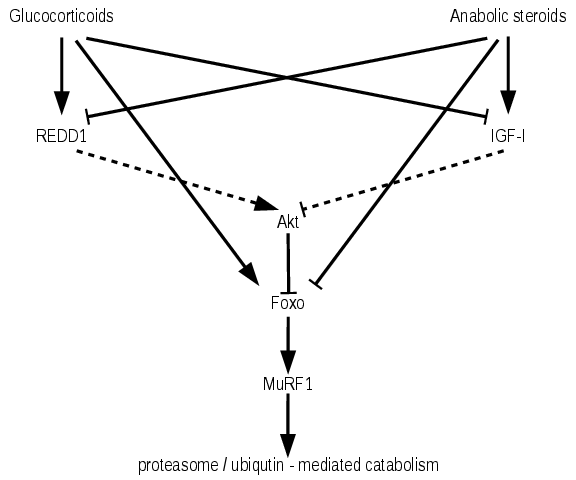 Glucocorticoids
Anabolic steroids
REDD1
IGF-I
Akt
Foxo
MuRF1
proteasome / ubiqutin - mediated catabolism